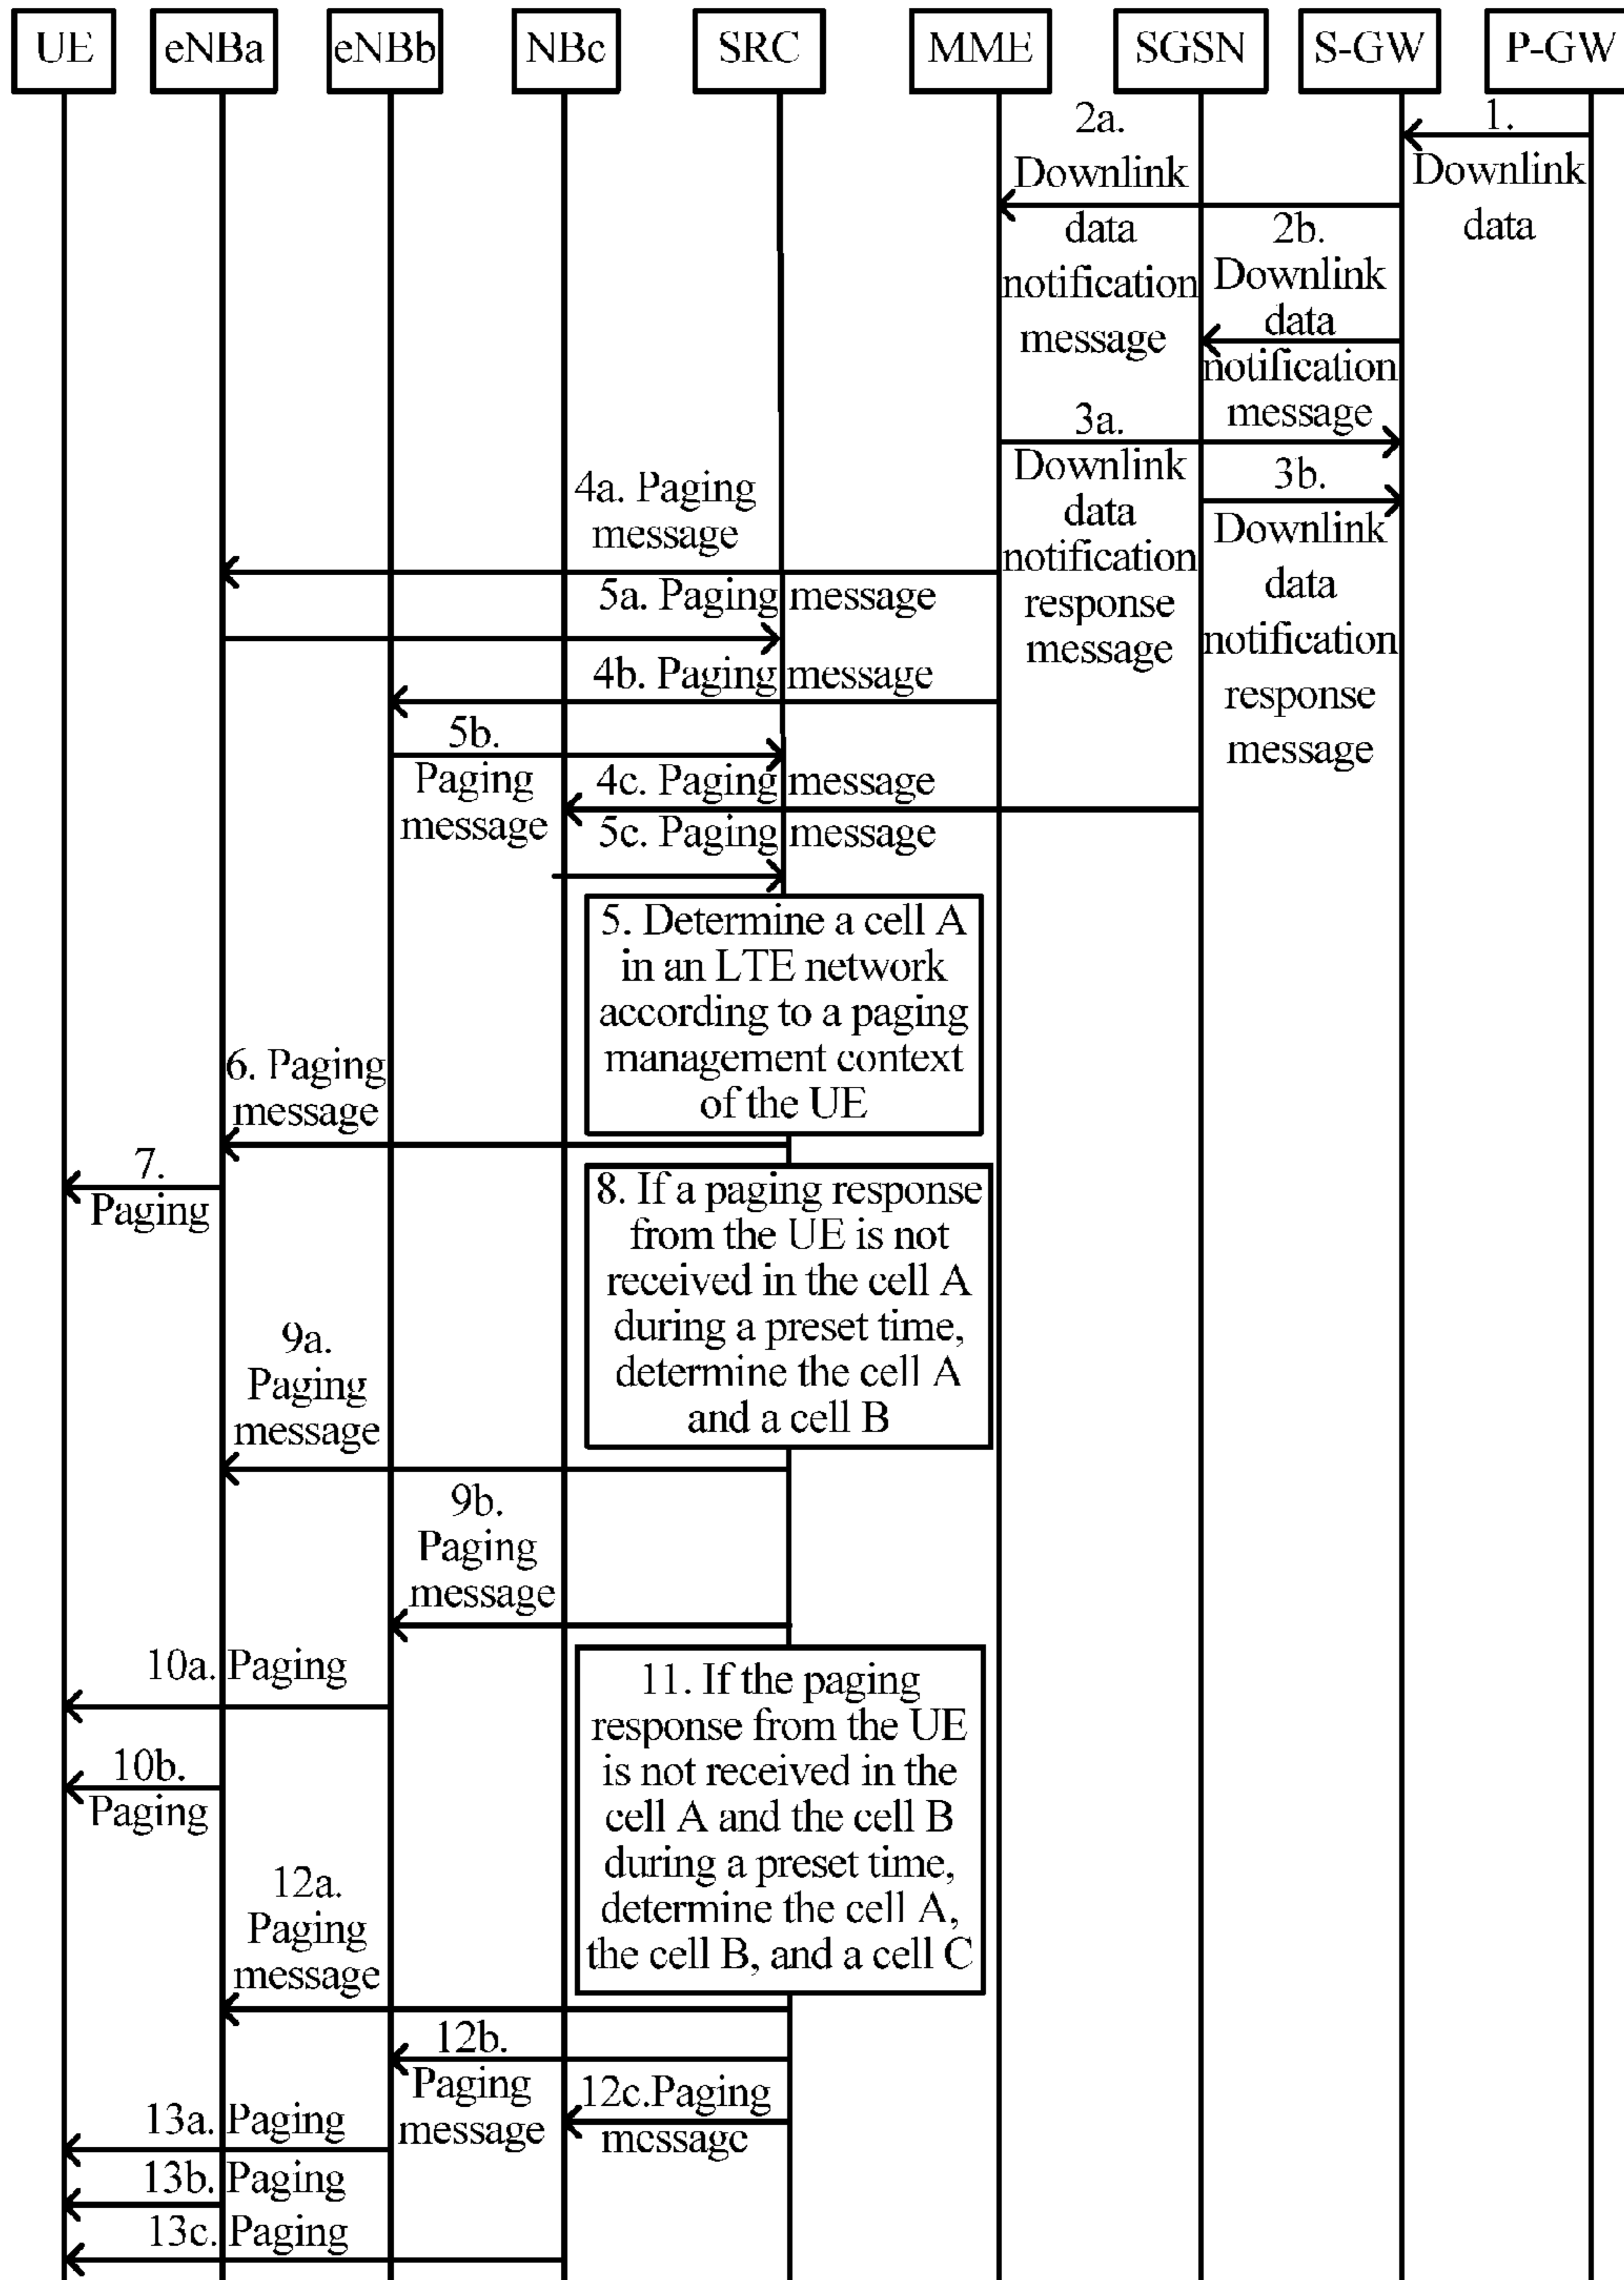 UE
eNBa
eNBb
NBc
SRC
MME
SGSN
S-GW
P-GW
1.
Downlink
data
2a.
Downlink
data
notification
message
2b.
Downlink
data
notification
message
3a.
Downlink
data
notification
response
message
3b.
Downlink
data
notification
response
message
4a. Paging
message
5a. Paging message
4b. Paging message
5b.
Paging
message
4c. Paging message
5c. Paging message
5. Determine a cell A
in an LTE network
according to a paging
management context
of the UE
6. Paging
message
7.
Paging
8. If a paging response
from the UE is not
received in the cell A
during a preset time,
determine the cell A
and a cell B
9a.
Paging
message
9b.
Paging
message
10a. Paging
10b.
Paging
11. If the paging
response from the UE
is not received in the
cell A and the cell B
during a preset time,
determine the cell A,
the cell B, and a cell C
12a.
Paging
message
12b.
Paging
message
12c.Paging
message
13a. Paging
13b. Paging
13c. Paging